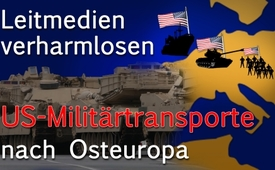 Leitmedien
verharmlosen
US-Militärtransporte
nach Osteuropa